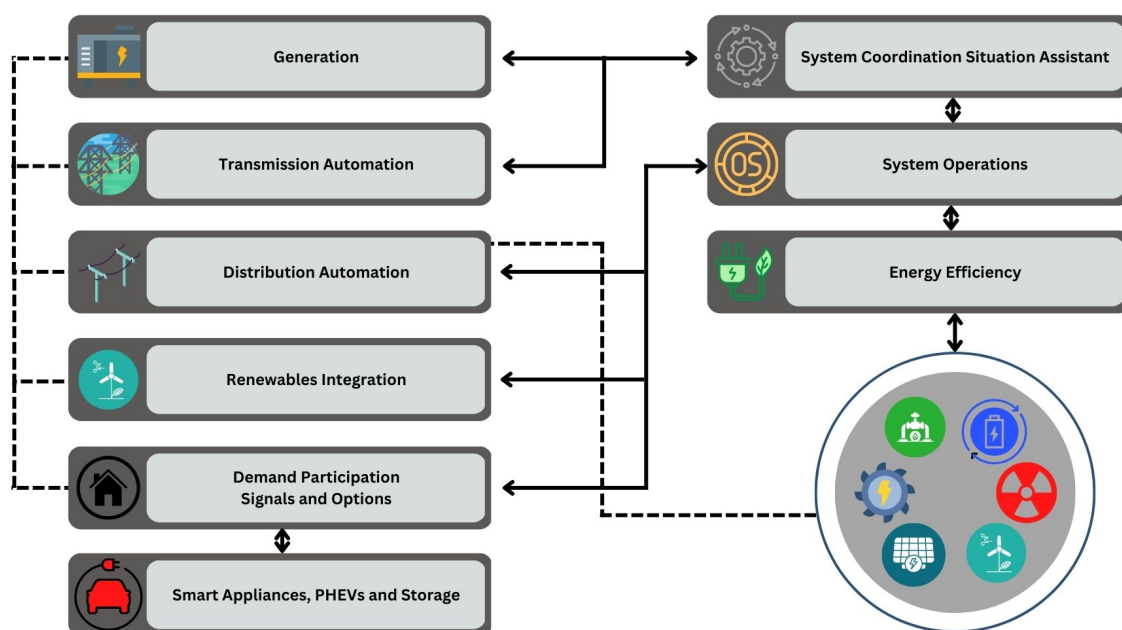 Generation
System Coordination Situation Assistant
Transmission Automation
OS
System Operations
Distribution Automation
Energy Efficiency
Renewables Integration
Demand Participation
Signals and Options
Smart Appliances, PHEVs and Storage